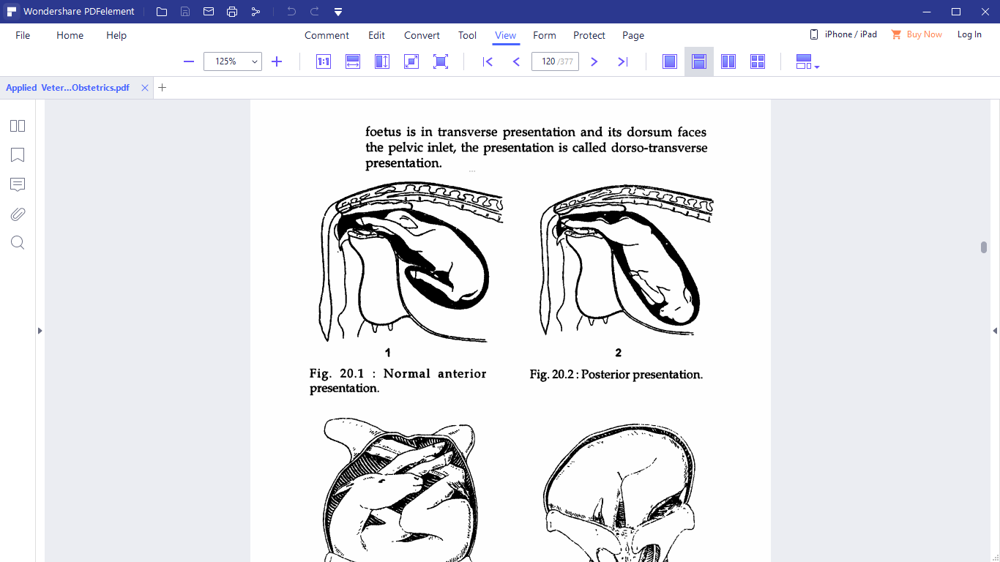 Wondershare PDFelement
File Home Help Comment Edit Convert Tool View Form Protect Page iPhone / iPad Buy Now Log In
125% 1:1 120 /377
Applied Veter...Obstetrics.pdf
foetus is in transverse presentation and its dorsum faces
the pelvic inlet, the presentation is called dorso-transverse
presentation.
...
1
2
Fig. 20.1 : Normal anterior
presentation.
Fig. 20.2 : Posterior presentation.